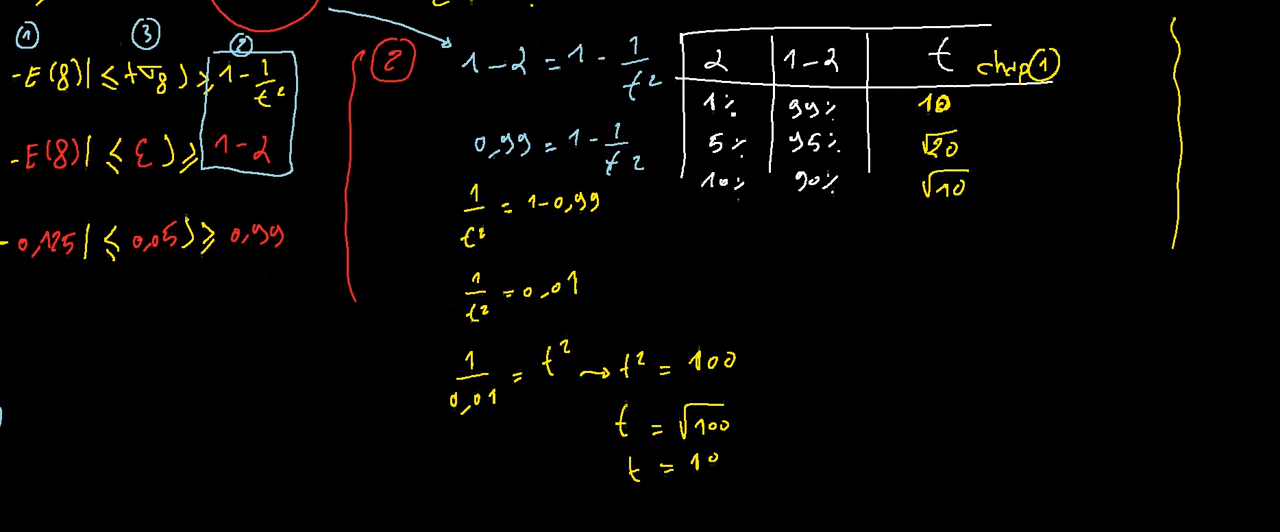 ① ③ ②
-E(8)| ≤ tσ8) ≥ 1 - 1/t²
-E(8)| ≤ ε) ≥ 1-α
-0,125| ≤ 0,05) ≥ 0,99
②
1-α = 1 - 1/t²
0,99 = 1 - 1/t²
1/t² = 1-0,99
1/t² = 0,01
1/0,01 = t² → t² = 100
t = √100
t = 10
α 1-α t chap ①
1% 99% 10
5% 95% √20
10% 90% √10